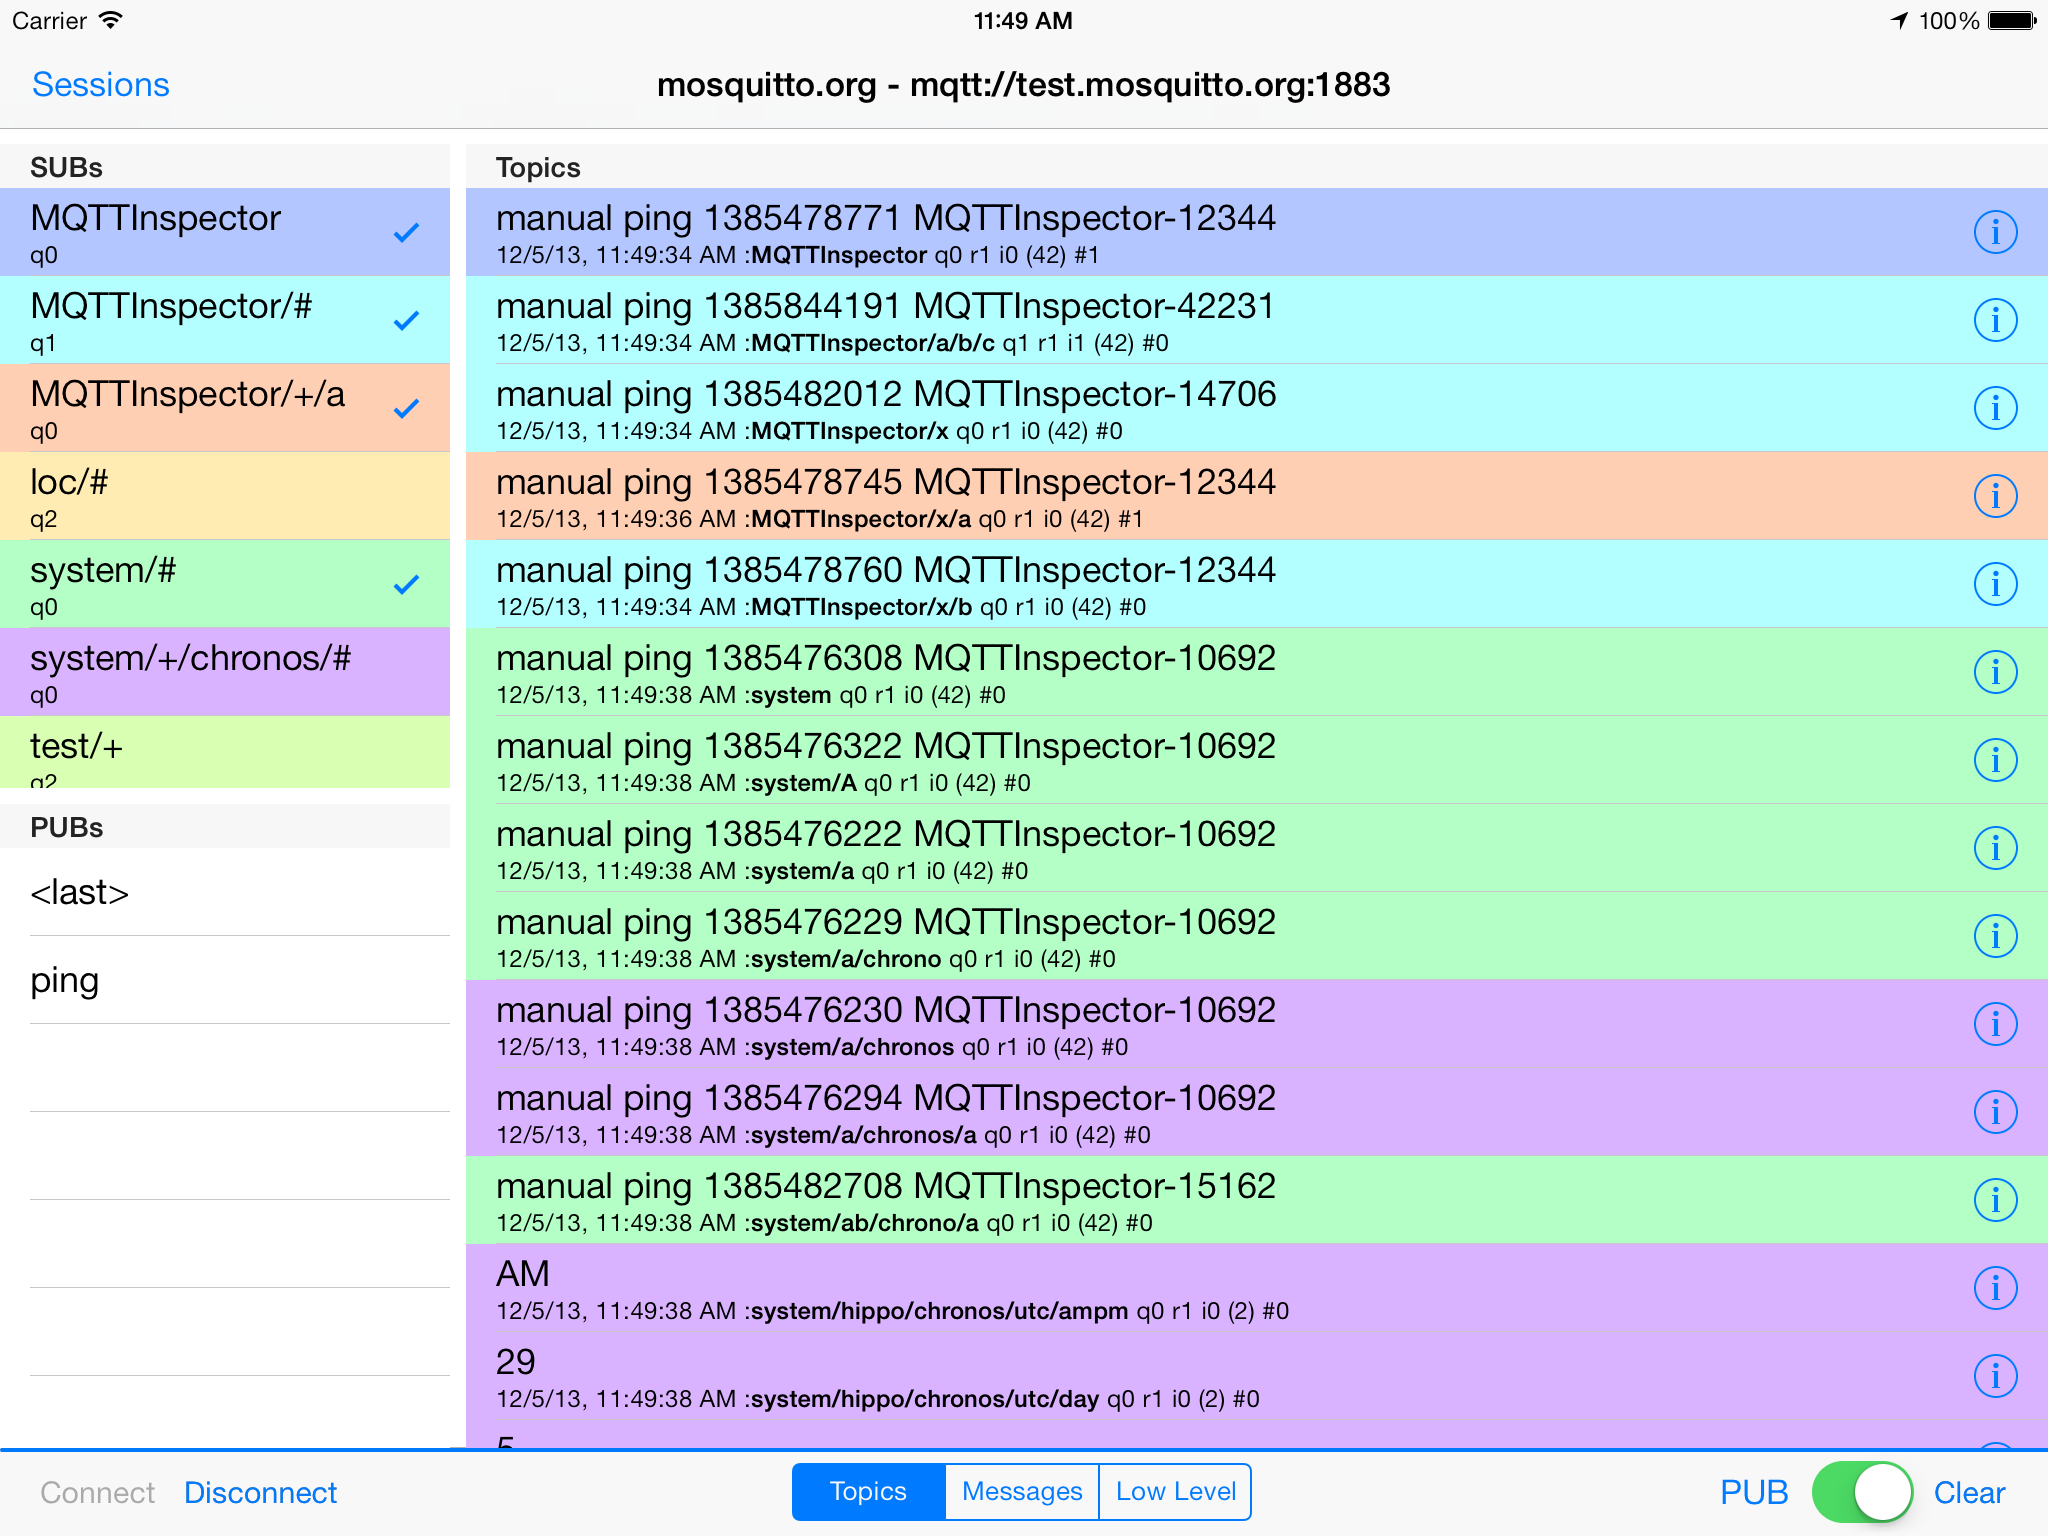 Carrier 11:49 AM 100%
Sessions mosquitto.org - mqtt://test.mosquitto.org:1883
SUBs
MQTTInspector
q0
MQTTInspector/#
q1
MQTTInspector/+/a
q0
loc/#
q2
system/#
q0
system/+/chronos/#
q0
test/+
q2
PUBs
<last>
ping
Topics
manual ping 1385478771 MQTTInspector-12344
12/5/13, 11:49:34 AM :MQTTInspector q0 r1 i0 (42) #1
manual ping 1385844191 MQTTInspector-42231
12/5/13, 11:49:34 AM :MQTTInspector/a/b/c q1 r1 i1 (42) #0
manual ping 1385482012 MQTTInspector-14706
12/5/13, 11:49:34 AM :MQTTInspector/x q0 r1 i0 (42) #0
manual ping 1385478745 MQTTInspector-12344
12/5/13, 11:49:36 AM :MQTTInspector/x/a q0 r1 i0 (42) #1
manual ping 1385478760 MQTTInspector-12344
12/5/13, 11:49:34 AM :MQTTInspector/x/b q0 r1 i0 (42) #0
manual ping 1385476308 MQTTInspector-10692
12/5/13, 11:49:38 AM :system q0 r1 i0 (42) #0
manual ping 1385476322 MQTTInspector-10692
12/5/13, 11:49:38 AM :system/A q0 r1 i0 (42) #0
manual ping 1385476222 MQTTInspector-10692
12/5/13, 11:49:38 AM :system/a q0 r1 i0 (42) #0
manual ping 1385476229 MQTTInspector-10692
12/5/13, 11:49:38 AM :system/a/chrono q0 r1 i0 (42) #0
manual ping 1385476230 MQTTInspector-10692
12/5/13, 11:49:38 AM :system/a/chronos q0 r1 i0 (42) #0
manual ping 1385476294 MQTTInspector-10692
12/5/13, 11:49:38 AM :system/a/chronos/a q0 r1 i0 (42) #0
manual ping 1385482708 MQTTInspector-15162
12/5/13, 11:49:38 AM :system/ab/chrono/a q0 r1 i0 (42) #0
AM
12/5/13, 11:49:38 AM :system/hippo/chronos/utc/ampm q0 r1 i0 (2) #0
29
12/5/13, 11:49:38 AM :system/hippo/chronos/utc/day q0 r1 i0 (2) #0
Connect Disconnect Topics Messages Low Level PUB Clear